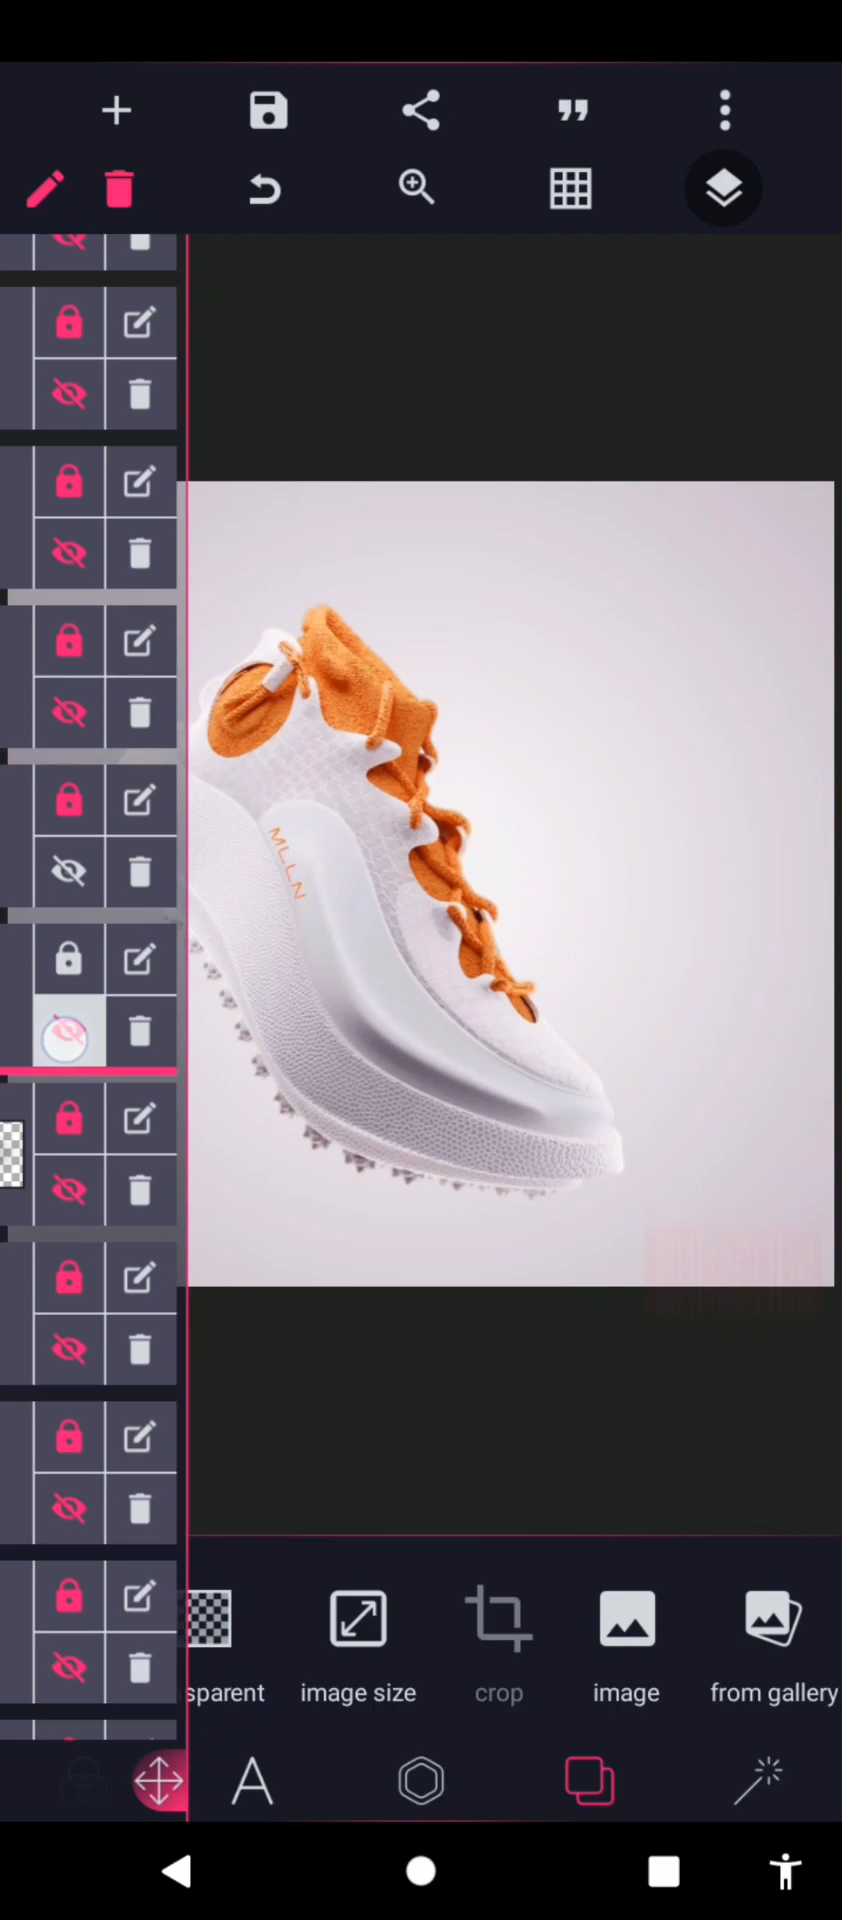 MLLN
sparent
image size
crop
image
from gallery